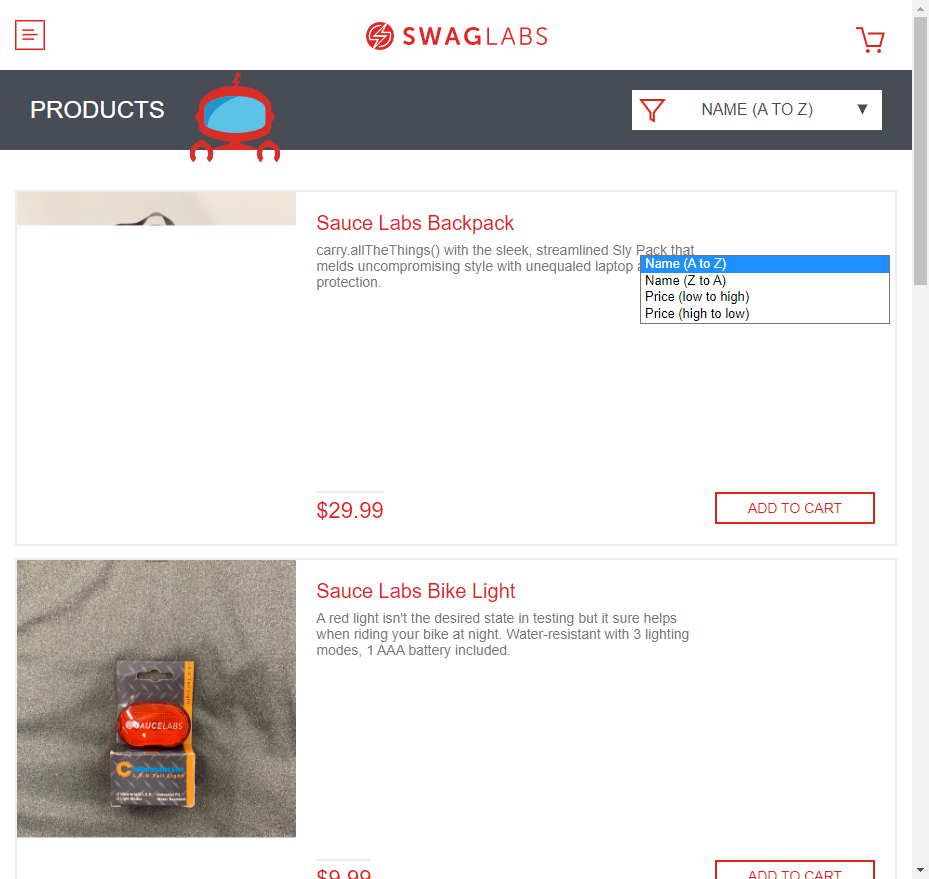 SWAGLABS
PRODUCTS
NAME (A TO Z) ▼
Sauce Labs Backpack
carry.allTheThings() with the sleek, streamlined Sly Pack that
melds uncompromising style with unequaled laptop
protection.
Name (A to Z)
Name (Z to A)
Price (low to high)
Price (high to low)
$29.99
ADD TO CART
Sauce Labs Bike Light
A red light isn't the desired state in testing but it sure helps
when riding your bike at night. Water-resistant with 3 lighting
modes, 1 AAA battery included.
SAUCELABS
L.E.D Tail Light
$9.99
ADD TO CART